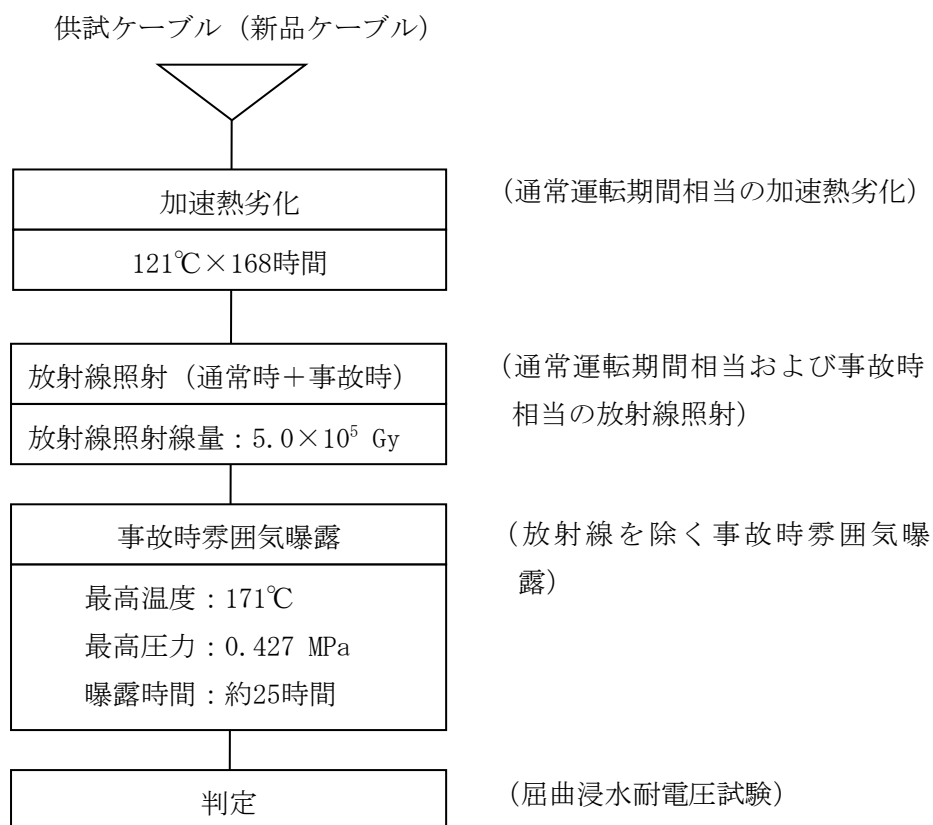 供試ケーブル（新品ケーブル）
加速熱劣化
（通常運転期間相当の加速熱劣化）
121℃×168時間
放射線照射（通常時＋事故時）
（通常運転期間相当および事故時
相当の放射線照射）
放射線照射線量：5.0×10⁵ Gy
事故時雰囲気曝露
（放射線を除く事故時雰囲気曝
露）
最高温度：171℃
最高圧力：0.427 MPa
曝露時間：約25時間
判定
（屈曲浸水耐電圧試験）